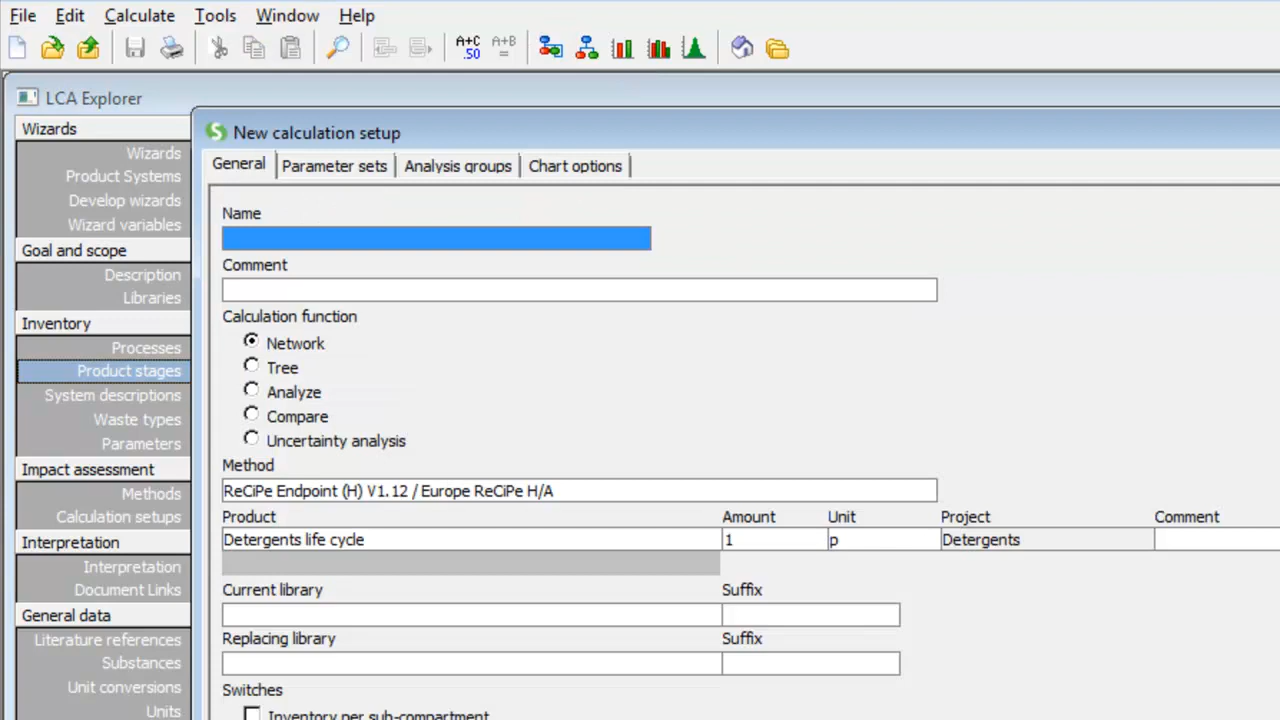 File Edit Calculate Tools Window Help
A+C .50 A+B =
LCA Explorer
Wizards
Wizards
Product Systems
Develop wizards
Wizard variables
Goal and scope
Description
Libraries
Inventory
Processes
Product stages
System descriptions
Waste types
Parameters
Impact assessment
Methods
Calculation setups
Interpretation
Interpretation
Document Links
General data
Literature references
Substances
Unit conversions
Units
S New calculation setup
General Parameter sets Analysis groups Chart options
Name
Comment
Calculation function
Network
Tree
Analyze
Compare
Uncertainty analysis
Method
ReCiPe Endpoint (H) V1.12 / Europe ReCiPe H/A
Product Amount Unit Project Comment
Detergents life cycle 1 p Detergents
Current library Suffix
Replacing library Suffix
Switches
Inventory per sub-compartment